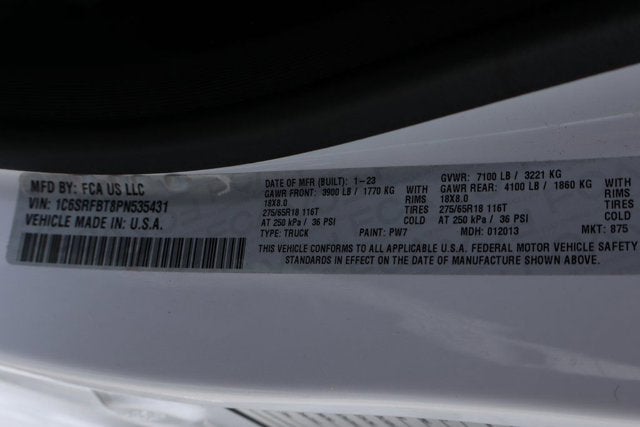 MFD BY: FCA US LLC
VIN: 1C6SRFBT8PN535431
VEHICLE MADE IN U.S.A.
DATE OF MFR (BUILT): 1-23 GVWR: 7100 LB / 3221 KG
GAWR FRONT: 3900 LB / 1770 KG WITH GAWR REAR: 4100 LB / 1860 KG WITH
18X8.0 RIMS 18X8.0 RIMS
275/65R18 116T TIRES 275/65R18 116T TIRES
AT 250 kPa / 36 PSI COLD AT 250 kPa / 36 PSI COLD
TYPE: TRUCK PAINT: PW7 MDH: 012013 MKT: 875
THIS VEHICLE CONFORMS TO ALL APPLICABLE U.S.A. FEDERAL MOTOR VEHICLE SAFETY
STANDARDS IN EFFECT ON THE DATE OF MANUFACTURE SHOWN ABOVE.